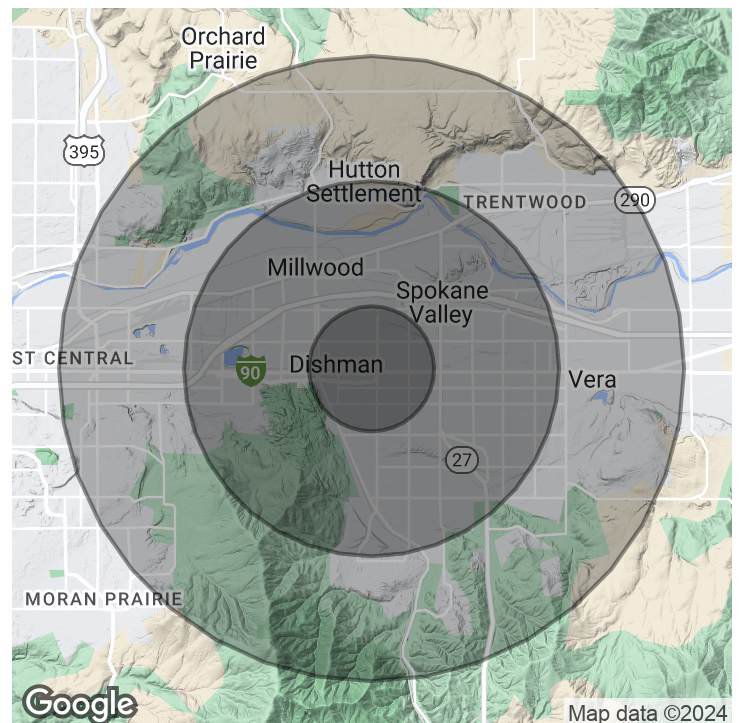 Orchard
Prairie
395
Hutton
Settlement
290
TRENTWOOD
Millwood
Spokane
Valley
ST CENTRAL
Dishman
90
Vera
27
MORAN PRAIRIE
Google
Map data ©2024